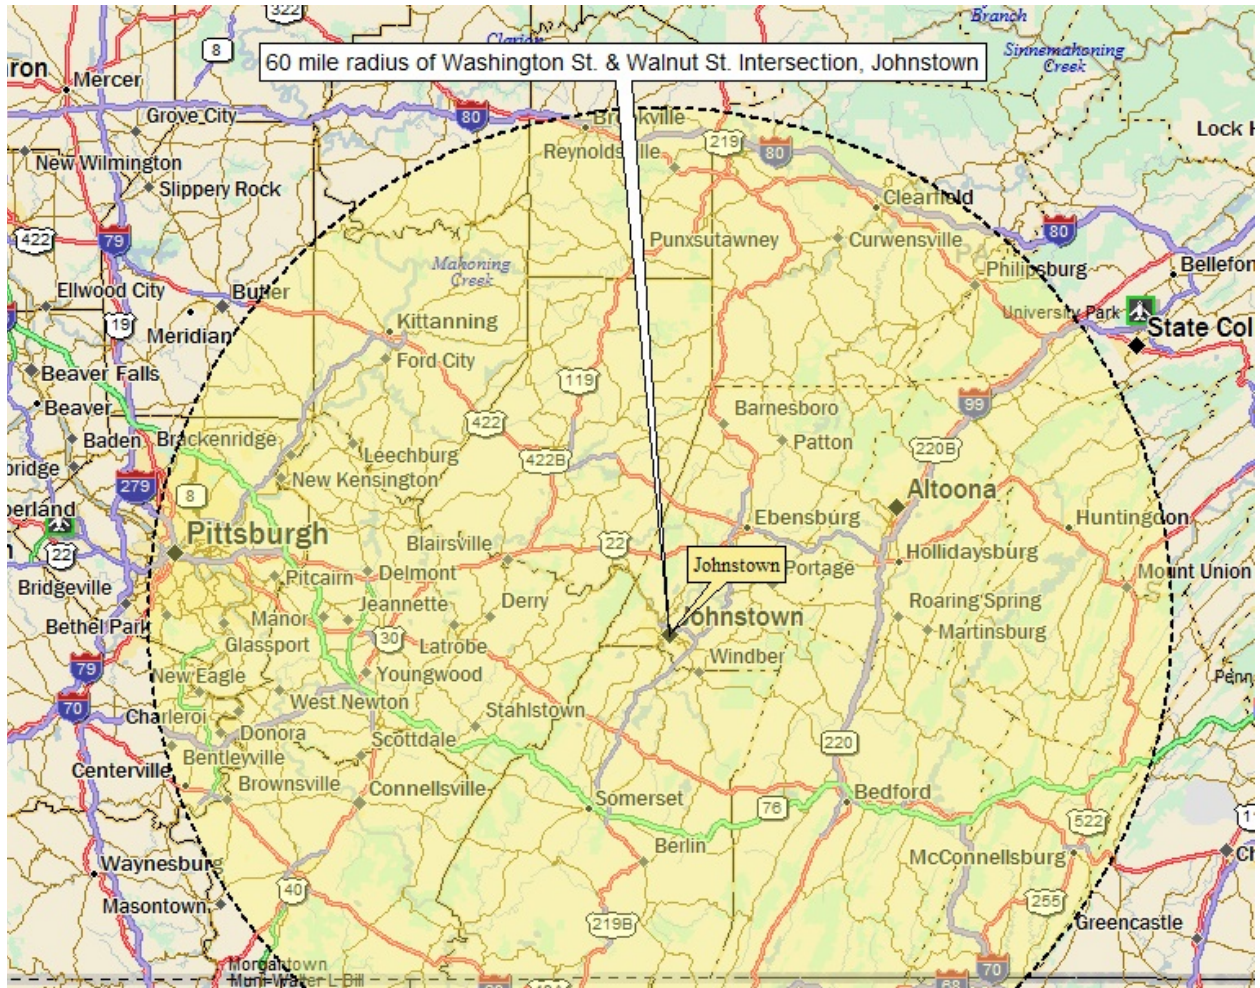 322
Branch
8
Clarion
Sinnemahoning
Creek
60 mile radius of Washington St. & Walnut St. Intersection, Johnstown
Mercer
Grove City
80
Brookville
219
80
Lock H
New Wilmington
Reynoldsville
Slippery Rock
Clearfield
422
79
Punxsutawney
Curwensville
80
PA
Mahoning
Creek
Philipsburg
Bellefon
Ellwood City
Butler
University Park
19
Meridian
Kittanning
State Col
Ford City
Beaver Falls
119
Beaver
99
Barnesboro
422
Baden
Brackenridge
Patton
220B
Leechburg
422B
279
8
New Kensington
Altoona
Pittsburgh
Ebensburg
Huntingdon
22
Blairsville
22
Johnstown
Hollidaysburg
Bridgeville
Pitcairn
Delmont
Portage
Mount Union
Jeannette
Derry
Roaring Spring
Bethel Park
Manor
Johnstown
Glassport
30
Latrobe
Martinsburg
79
New Eagle
Youngwood
Windber
70
Charleroi
West Newton
Stahlstown
Donora
Scottdale
220
Bentleyville
Centerville
Brownsville
Connellsville
Somerset
76
Bedford
522
Berlin
McConnellsburg
Waynesburg
40
255
Masontown
219B
Greencastle
Morgantown
70
Muni-Walter L Bill
68